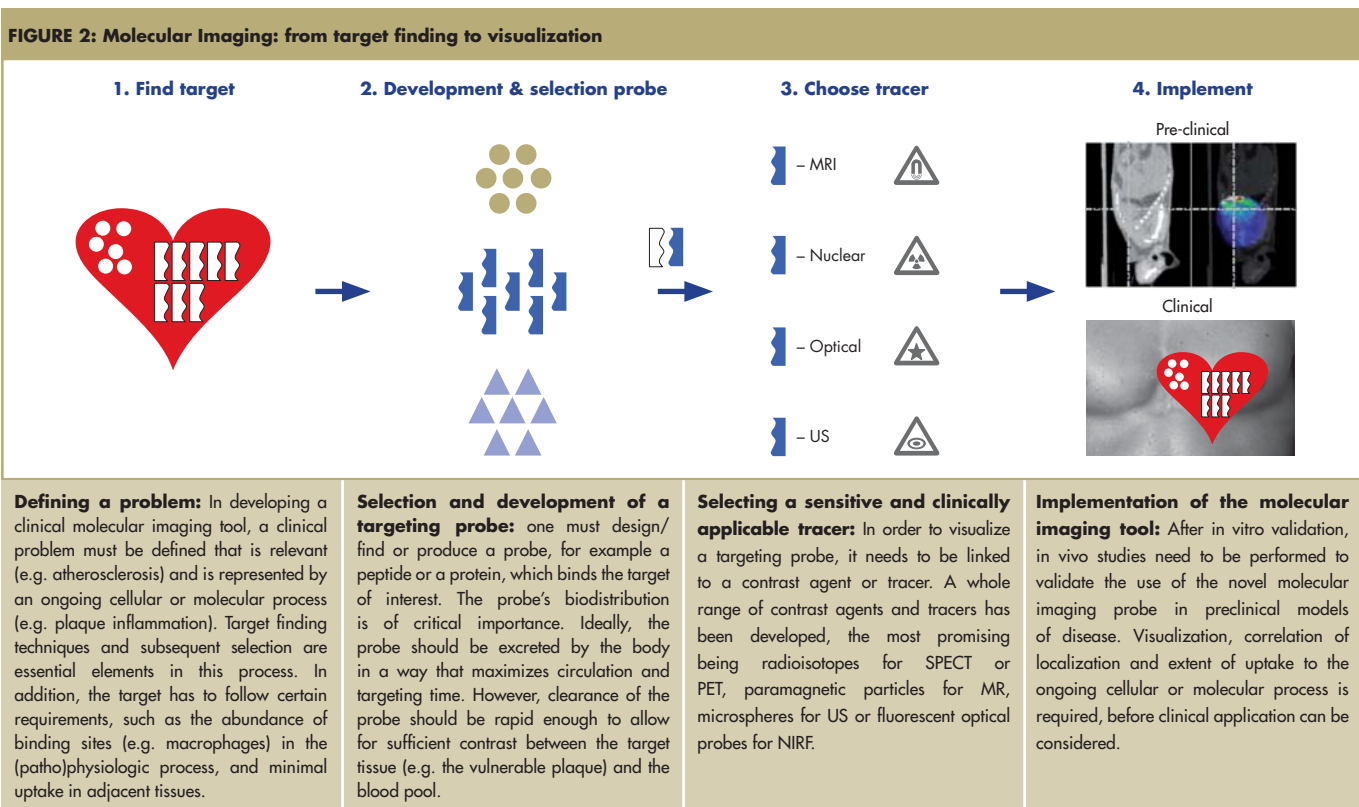 FIGURE 2: Molecular Imaging: from target finding to visualization
1. Find target
2. Development & selection probe
3. Choose tracer
4. Implement
Pre-clinical
– MRI
– Nuclear
– Optical
– US
Clinical
Defining a problem: In developing a
clinical molecular imaging tool, a clinical
problem must be defined that is relevant
(e.g. atherosclerosis) and is represented by
an ongoing cellular or molecular process
(e.g. plaque inflammation). Target finding
techniques and subsequent selection are
essential elements in this process. In
addition, the target has to follow certain
requirements, such as the abundance of
binding sites (e.g. macrophages) in the
(patho)physiologic process, and minimal
uptake in adjacent tissues.
Selection and development of a
targeting probe: one must design/
find or produce a probe, for example a
peptide or a protein, which binds the target
of interest. The probe's biodistribution
is of critical importance. Ideally, the
probe should be excreted by the body
in a way that maximizes circulation and
targeting time. However, clearance of the
probe should be rapid enough to allow
for sufficient contrast between the target
tissue (e.g. the vulnerable plaque) and the
blood pool.
Selecting a sensitive and clinically
applicable tracer: In order to visualize
a targeting probe, it needs to be linked
to a contrast agent or tracer. A whole
range of contrast agents and tracers has
been developed, the most promising
being radioisotopes for SPECT or
PET, paramagnetic particles for MR,
microspheres for US or fluorescent optical
probes for NIRF.
Implementation of the molecular
imaging tool: After in vitro validation,
in vivo studies need to be performed to
validate the use of the novel molecular
imaging probe in preclinical models
of disease. Visualization, correlation of
localization and extent of uptake to the
ongoing cellular or molecular process is
required, before clinical application can be
considered.